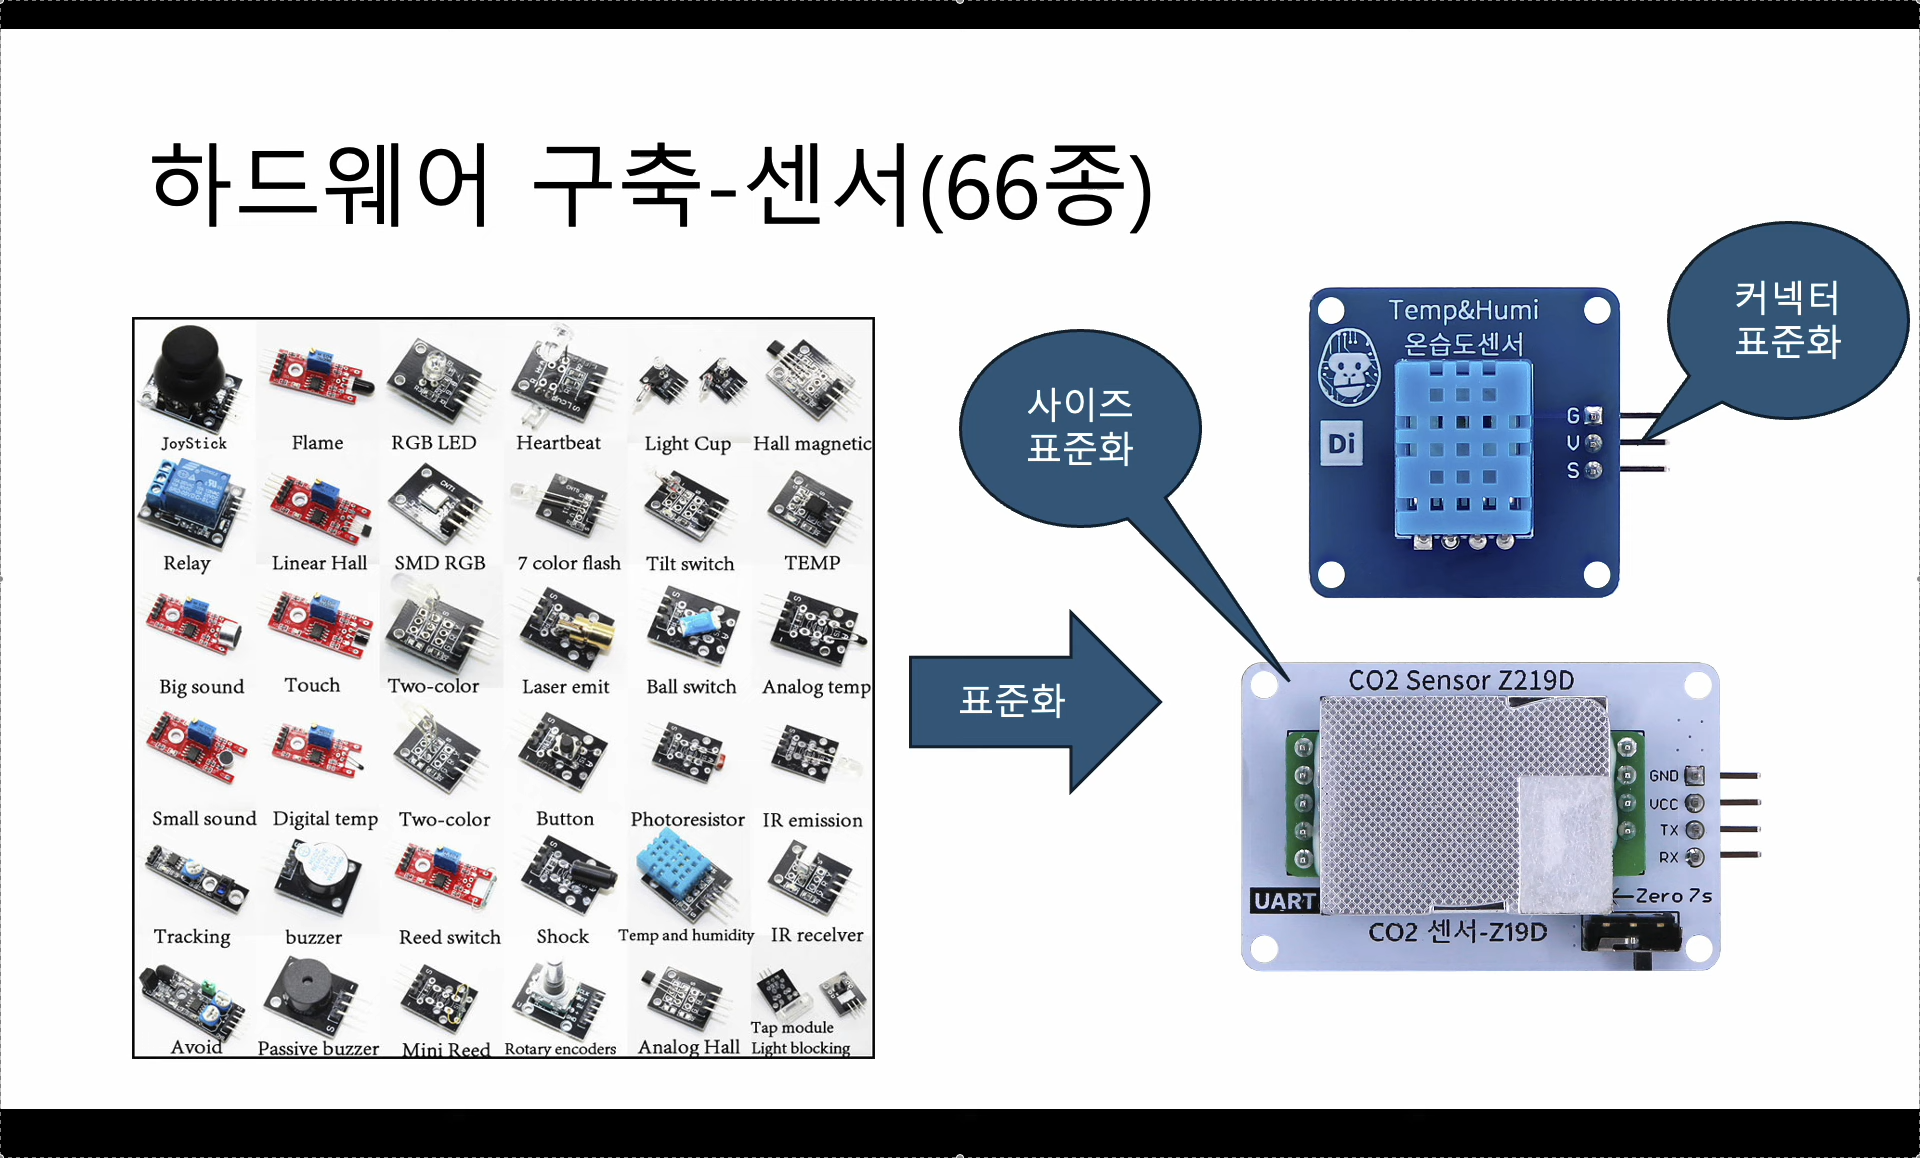 하드웨어 구축-센서(66종)
JoyStick
Flame
RGB LED
Heartbeat
Light Cup
Hall magnetic
Relay
Linear Hall
SMD RGB
7 color flash
Tilt switch
TEMP
Big sound
Touch
Two-color
Laser emit
Ball switch
Analog temp
Small sound
Digital temp
Two-color
Button
Photoresistor
IR emission
Tracking
buzzer
Reed switch
Shock
Temp and humidity
IR recelver
Avoid
Passive buzzer
Mini Reed
Rotary encoders
Analog Hall
Tap module
Light blocking
표준화
사이즈
표준화
커넥터
표준화
Temp&Humi
온습도센서
Di
G
V
S
CO2 Sensor Z219D
GND
VCC
TX
RX
UART
←Zero 7s
CO2 센서-Z19D